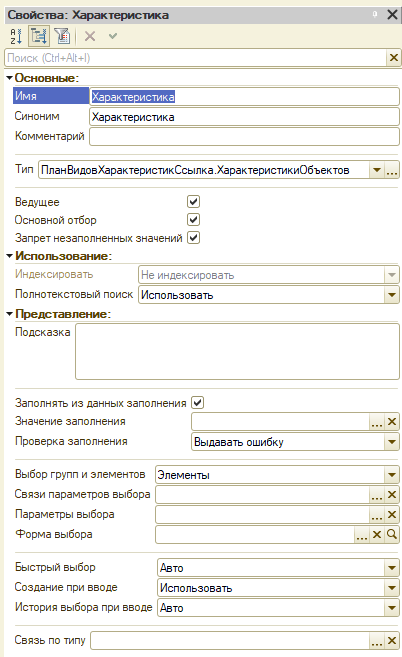 Свойства: Характеристика
Поиск (Ctrl+Alt+I)
Основные:
Имя Характеристика
Синоним Характеристика
Комментарий
Тип ПланВидовХарактеристикСсылка.ХарактеристикиОбъектов ...
Ведущее
Основной отбор
Запрет незаполненных значений
Использование:
Индексировать Не индексировать
Полнотекстовый поиск Использовать
Представление:
Подсказка
Заполнять из данных заполнения
Значение заполнения ...
Проверка заполнения Выдавать ошибку
Выбор групп и элементов Элементы
Связи параметров выбора ...
Параметры выбора ...
Форма выбора ...
Быстрый выбор Авто
Создание при вводе Использовать
История выбора при вводе Авто
Связь по типу ...